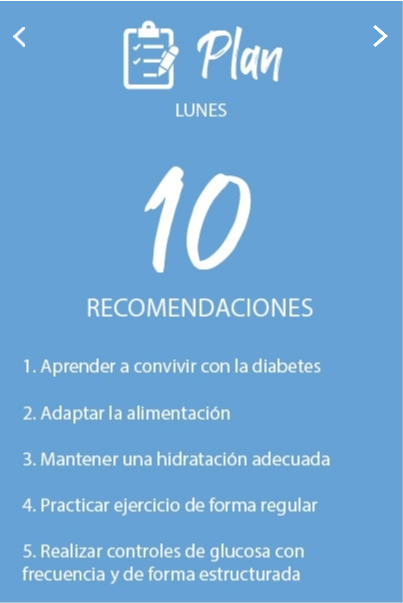 Plan
LUNES
10
RECOMENDACIONES
1. Aprender a convivir con la diabetes
2. Adaptar la alimentación
3. Mantener una hidratación adecuada
4. Practicar ejercicio de forma regular
5. Realizar controles de glucosa con
frecuencia y de forma estructurada